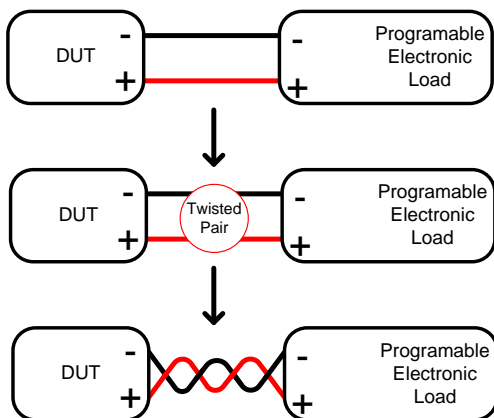 DUT
-
+
-
+
Programable
Electronic
Load
DUT
-
+
Twisted
Pair
-
+
Programable
Electronic
Load
DUT
-
+
-
+
Programable
Electronic
Load